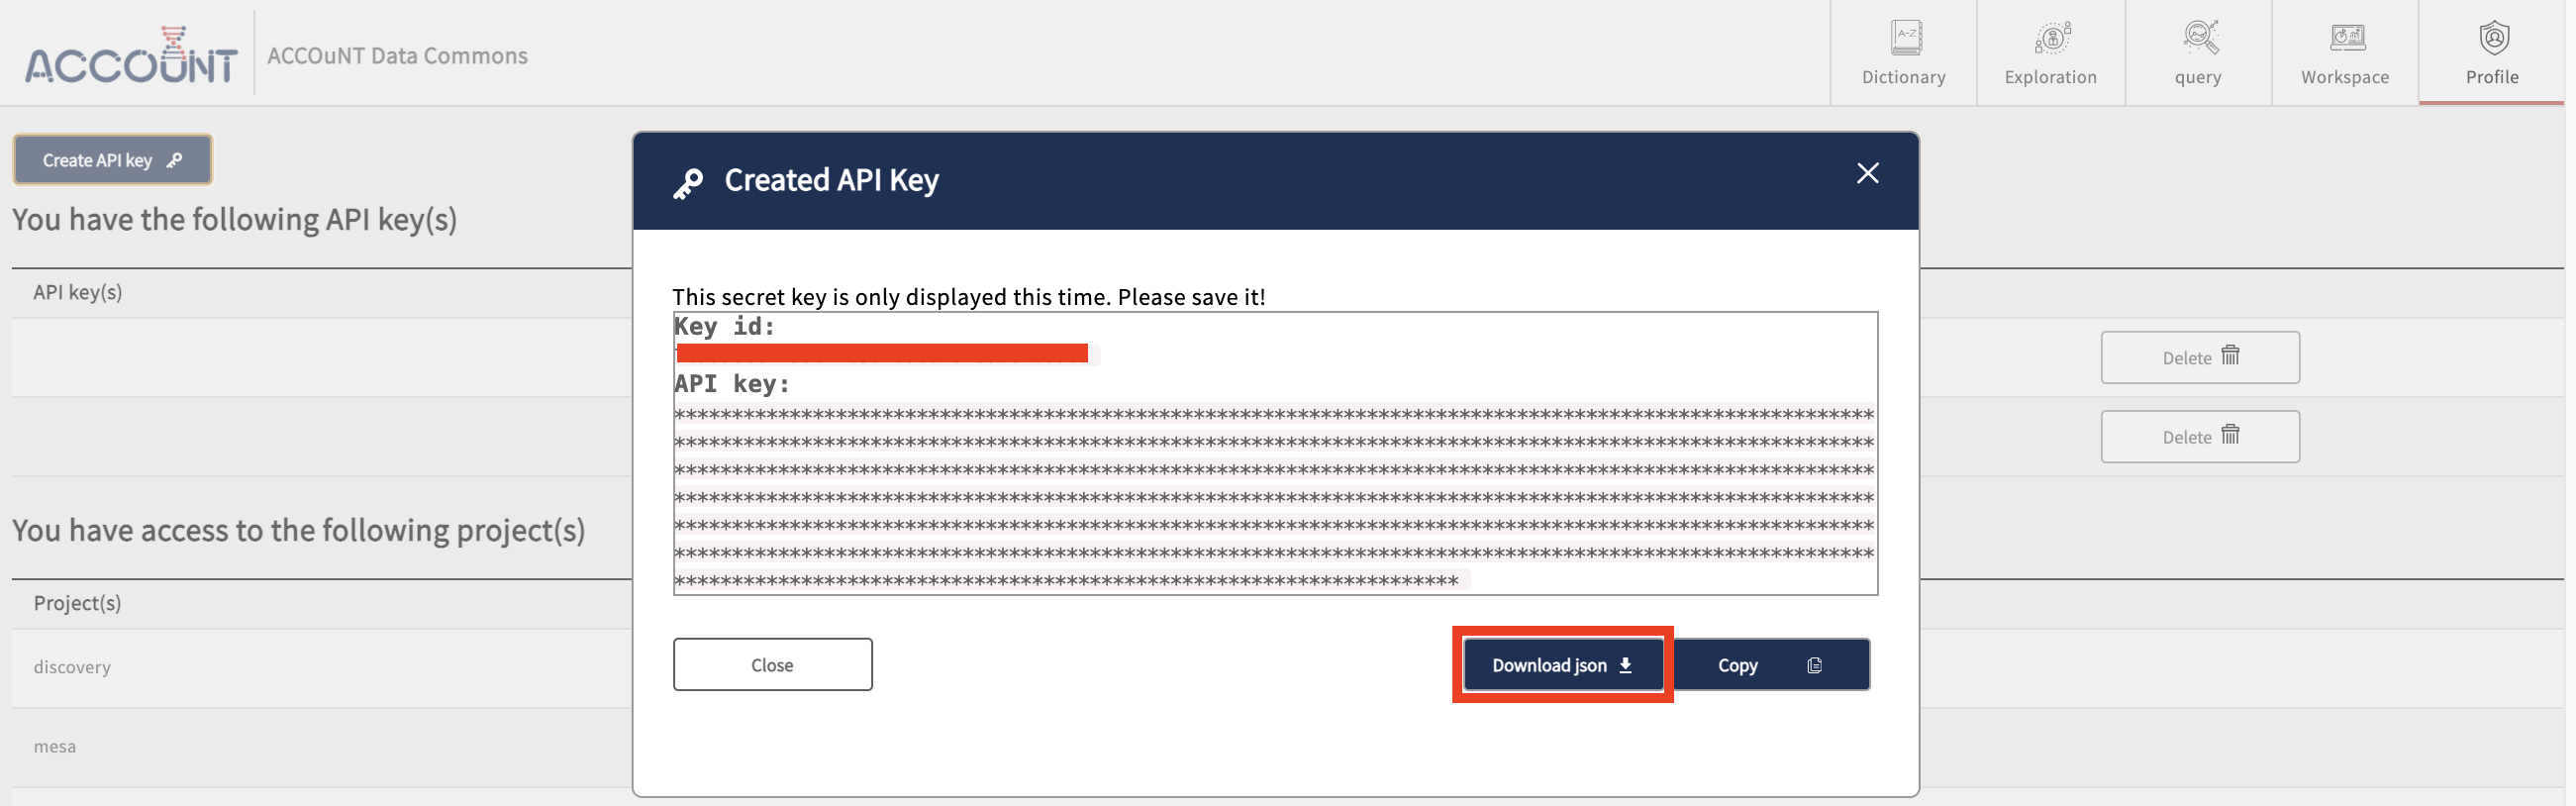 ACCOuNT
ACCOuNT Data Commons
A-Z
Dictionary
Exploration
query
Workspace
Profile
Create API key
You have the following API key(s)
API key(s)
Delete
Delete
You have access to the following project(s)
Project(s)
discovery
mesa
Created API Key
This secret key is only displayed this time. Please save it!
Key id:
API key:
********************************************************************************************************
********************************************************************************************************
********************************************************************************************************
********************************************************************************************************
********************************************************************************************************
********************************************************************************************************
********************************************************************
Close
Download json
Copy